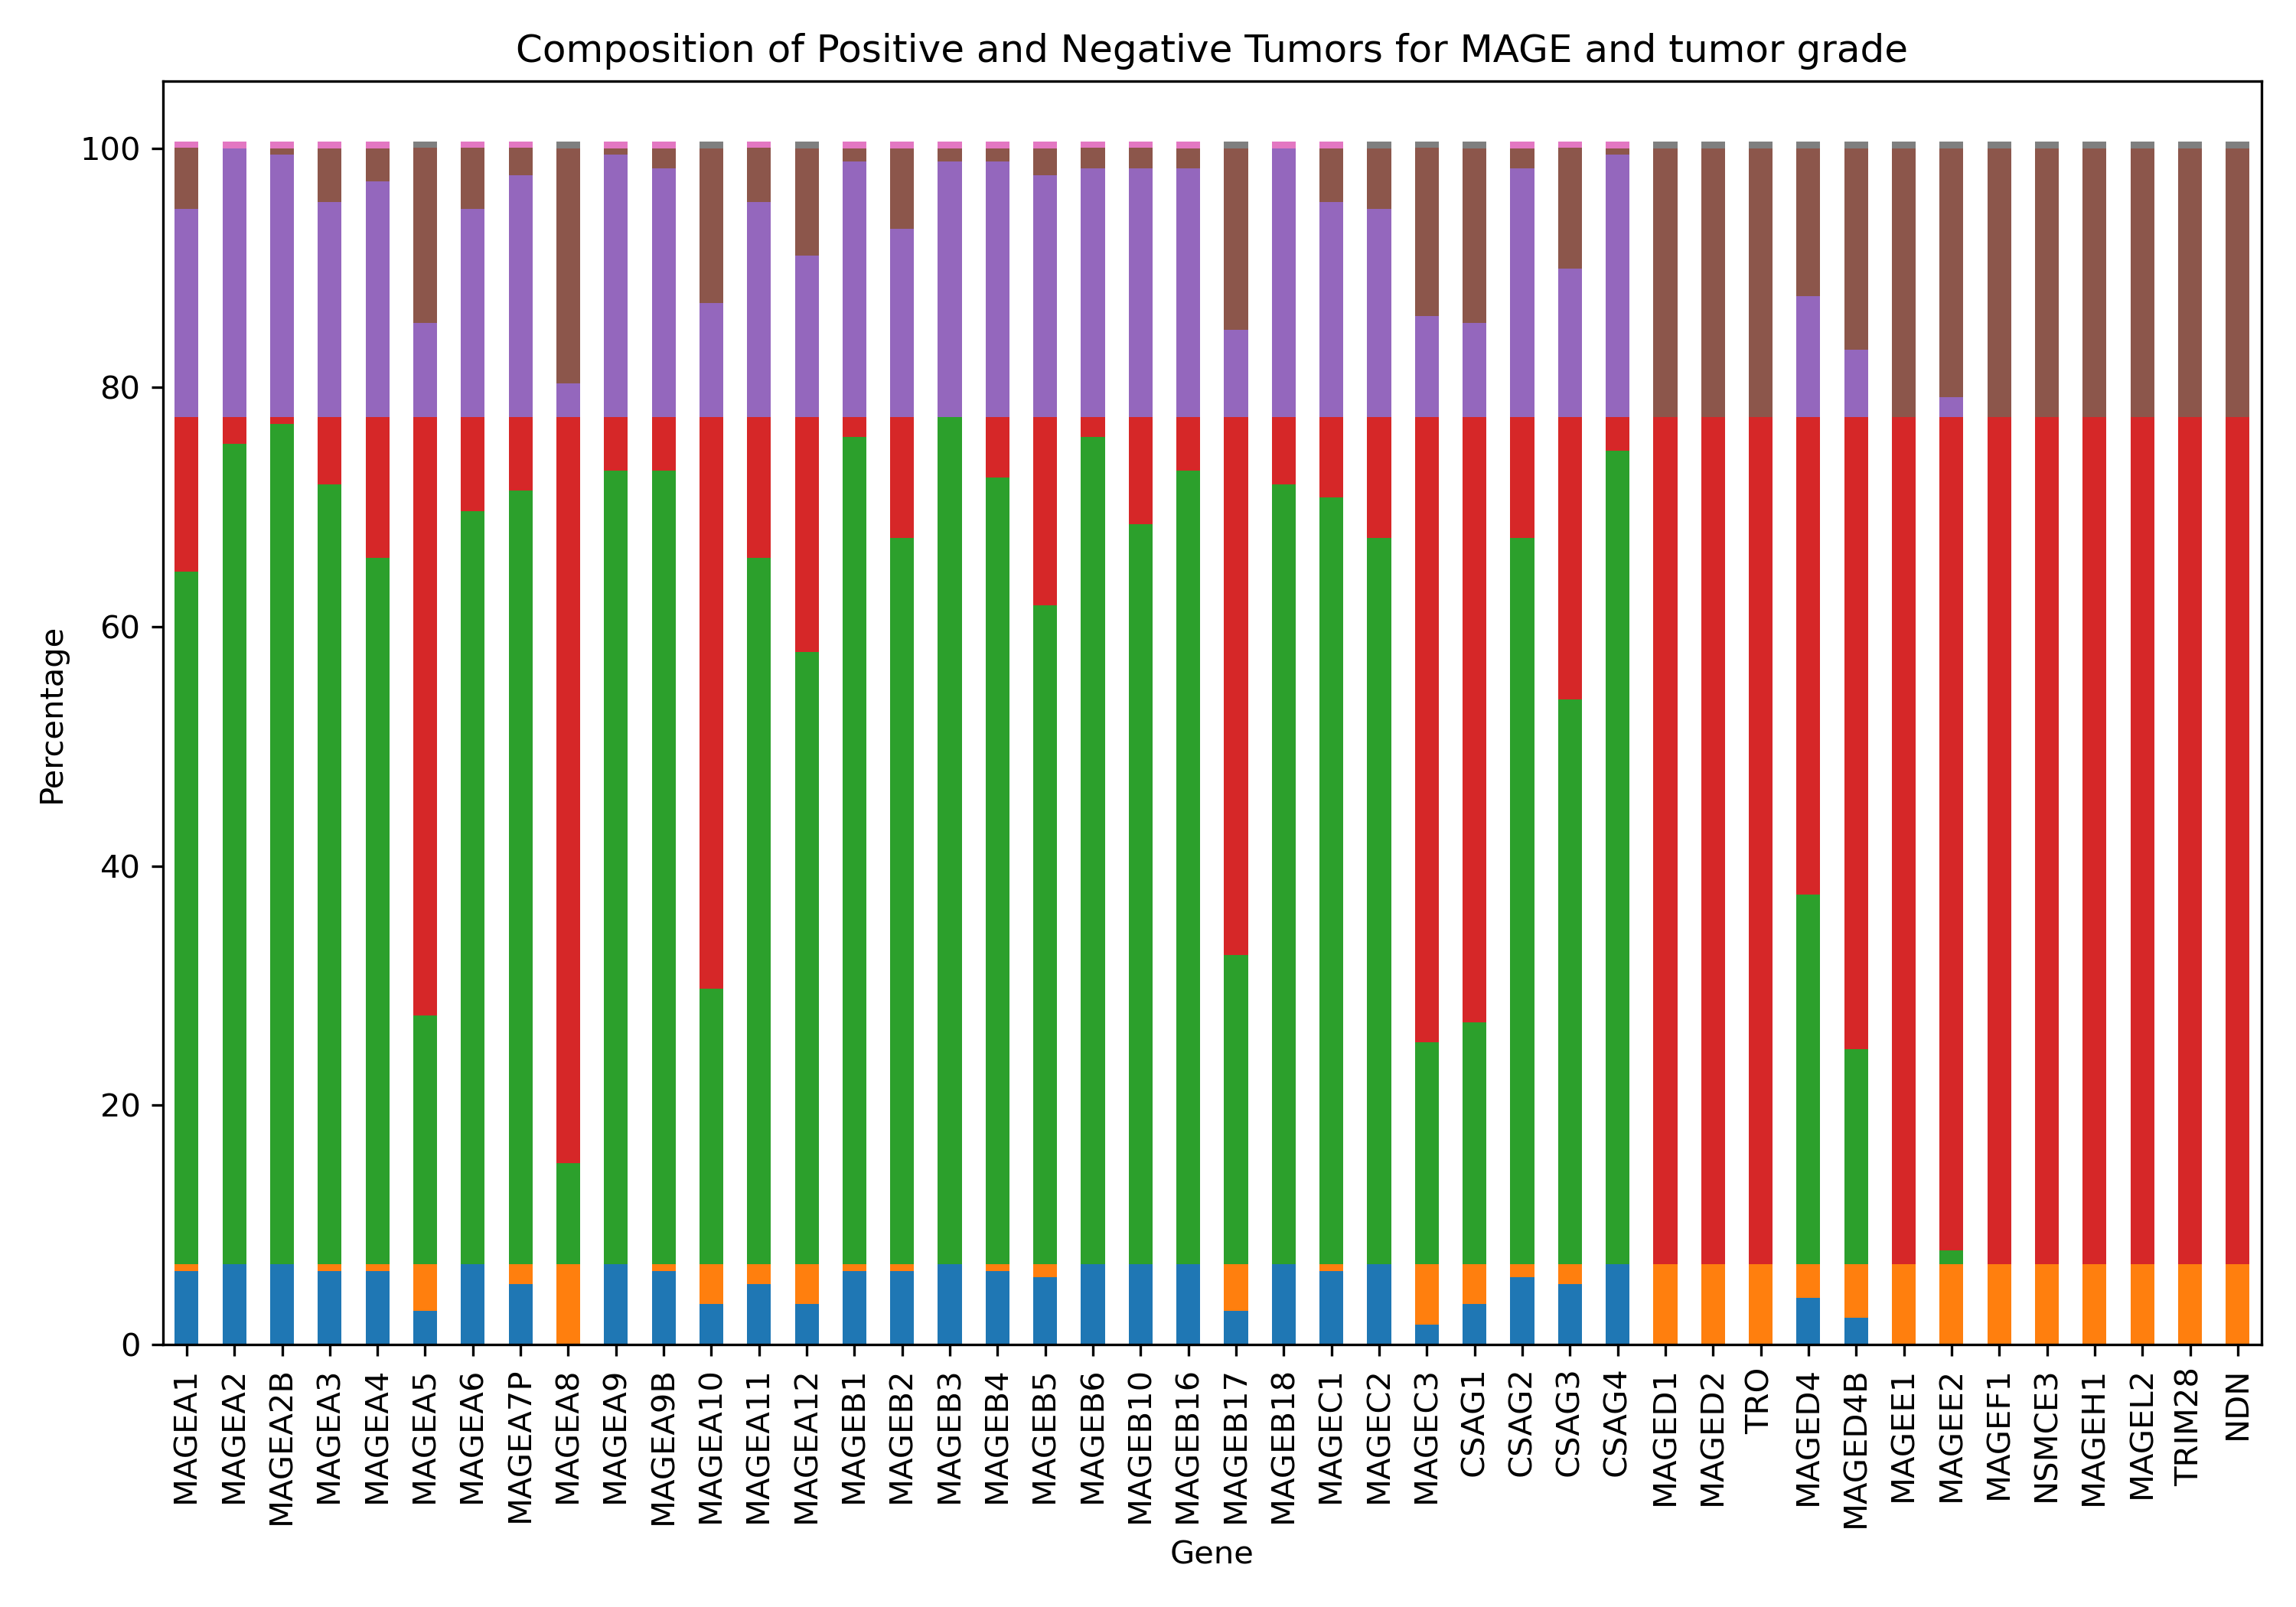 Composition of Positive and Negative Tumors for MAGE and tumor grade
100
80
60
40
20
0
Percentage
MAGEA1
MAGEA2
MAGEA2B
MAGEA3
MAGEA4
MAGEA5
MAGEA6
MAGEA7P
MAGEA8
MAGEA9
MAGEA9B
MAGEA10
MAGEA11
MAGEA12
MAGEB1
MAGEB2
MAGEB3
MAGEB4
MAGEB5
MAGEB6
MAGEB10
MAGEB16
MAGEB17
MAGEB18
MAGEC1
MAGEC2
MAGEC3
CSAG1
CSAG2
CSAG3
CSAG4
MAGED1
MAGED2
TRO
MAGED4
MAGED4B
MAGEE1
MAGEE2
MAGEF1
NSMCE3
MAGEH1
MAGEL2
TRIM28
NDN
Gene